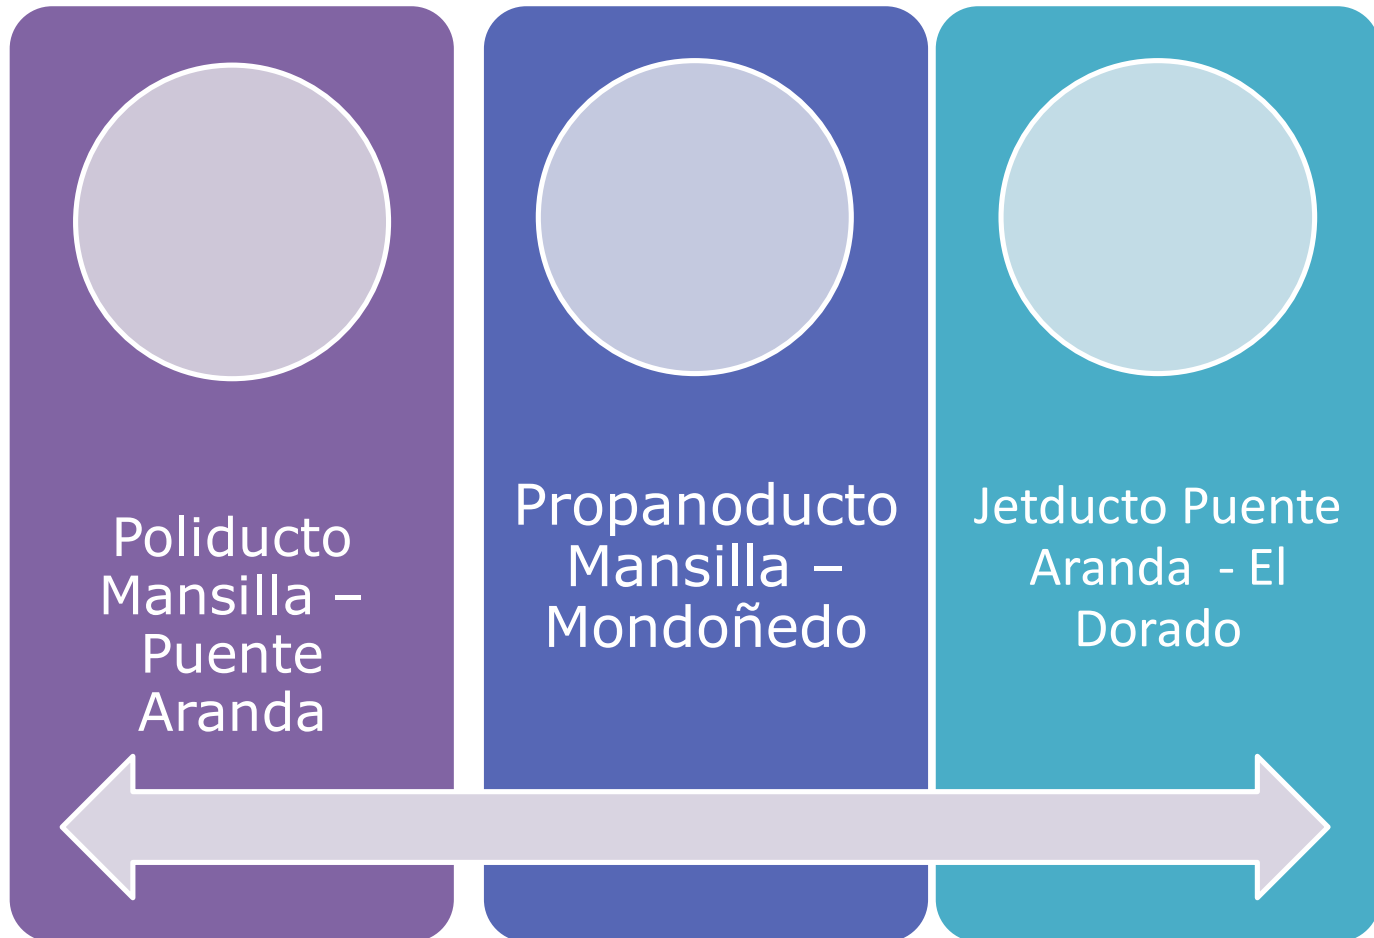 Poliducto
Mansilla –
Puente
Aranda
Propanoducto
Mansilla –
Mondoñedo
Jetducto Puente
Aranda  - El
Dorado